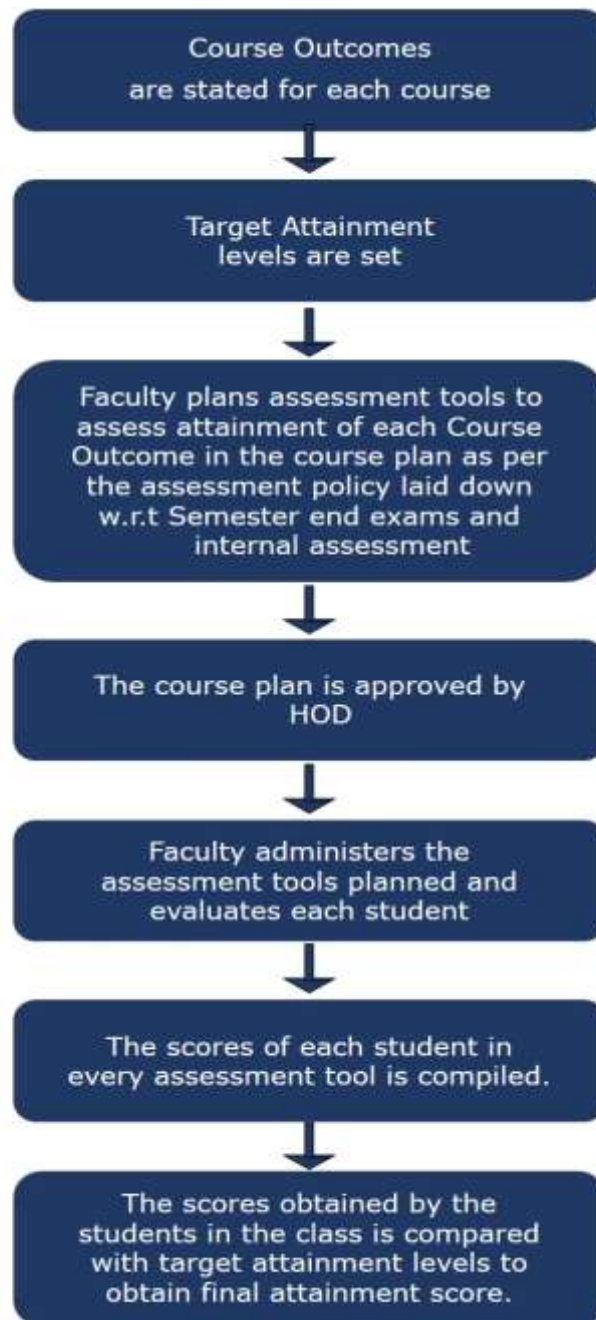 Course Outcomes
are stated for each course
Target Attainment
levels are set
Faculty plans assessment tools to
assess attainment of each Course
Outcome in the course plan as per
the assessment policy laid down
w.r.t Semester end exams and
internal assessment
The course plan is approved by
HOD
Faculty administers the
assessment tools planned and
evaluates each student
The scores of each student in
every assessment tool is compiled.
The scores obtained by the
students in the class is compared
with target attainment levels to
obtain final attainment score.